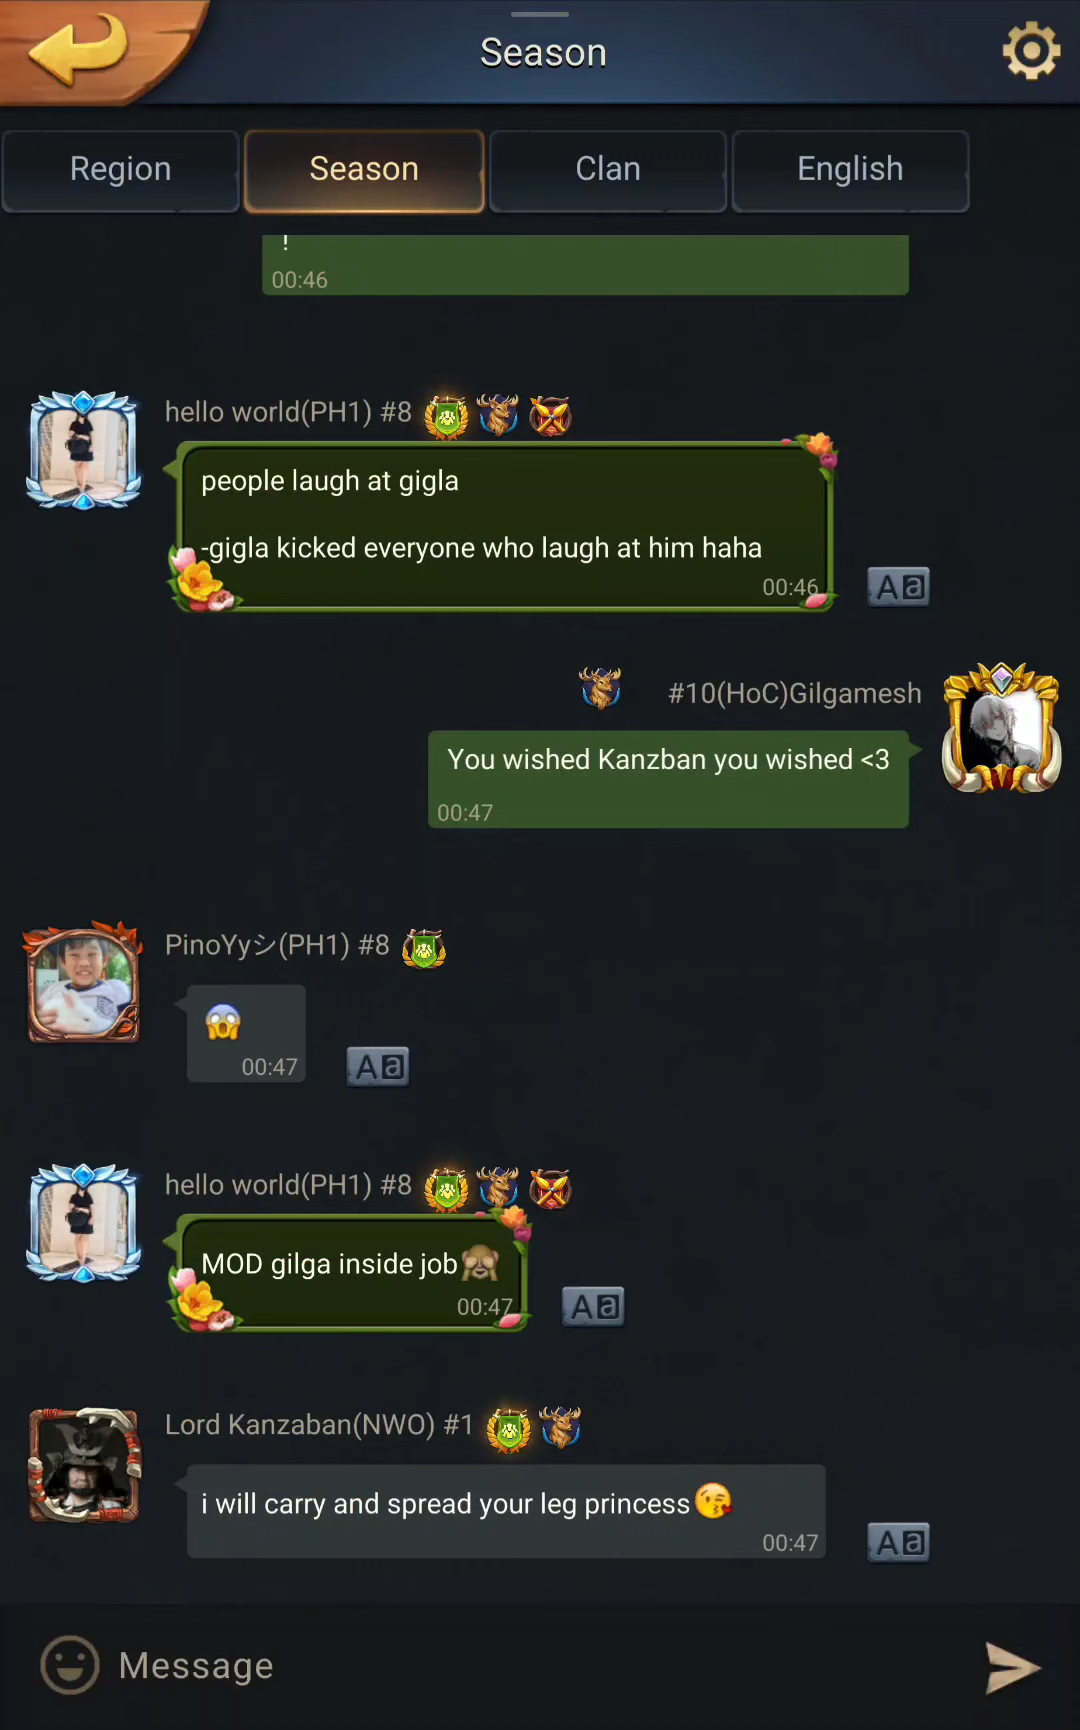 Season
Region
Season
Clan
English
!
00:46
hello world(PH1) #8
people laugh at gigla
-gigla kicked everyone who laugh at him haha
00:46
Aa
#10(HoC)Gilgamesh
You wished Kanzban you wished <3
00:47
PinoYyシ(PH1) #8
😱
00:47
Aa
hello world(PH1) #8
MOD gilga inside job🙈
00:47
Aa
Lord Kanzaban(NWO) #1
i will carry and spread your leg princess😘
00:47
Aa
Message